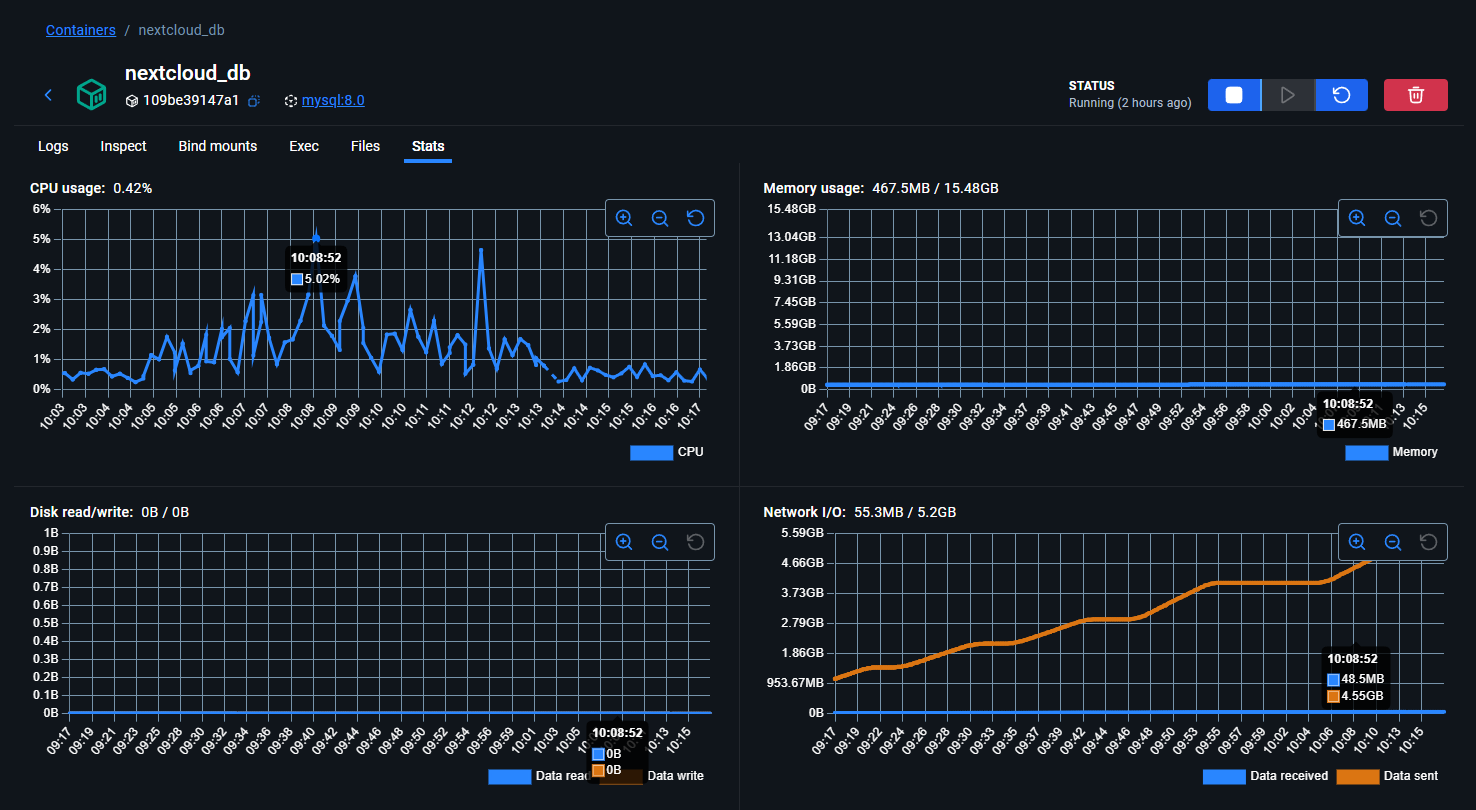 Containers / nextcloud_db
nextcloud_db
109be39147a1 mysql:8.0
STATUS
Running (2 hours ago)
Logs Inspect Bind mounts Exec Files Stats
CPU usage: 0.42%
6%
5%
4%
3%
2%
1%
0%
10:08:52
5.02%
10:03 10:03 10:04 10:04 10:05 10:05 10:06 10:06 10:07 10:07 10:08 10:08 10:09 10:09 10:10 10:10 10:11 10:11 10:12 10:12 10:13 10:13 10:14 10:14 10:15 10:15 10:16 10:16 10:17
CPU
Memory usage: 467.5MB / 15.48GB
15.48GB
13.04GB
11.18GB
9.31GB
7.45GB
5.59GB
3.73GB
1.86GB
0B
09:17 09:19 09:21 09:24 09:26 09:28 09:30 09:32 09:34 09:37 09:39 09:41 09:43 09:45 09:47 09:49 09:52 09:54 09:56 09:58 10:00 10:02 10:04 10:13 10:15
10:08:52
467.5MB
Memory
Disk read/write: 0B / 0B
1B
0.9B
0.8B
0.7B
0.6B
0.5B
0.4B
0.3B
0.2B
0.1B
0B
09:17 09:19 09:21 09:23 09:25 09:28 09:30 09:32 09:34 09:36 09:38 09:40 09:42 09:44 09:46 09:48 09:50 09:52 09:54 09:56 09:59 10:01 10:03 10:05 10:13 10:15
10:08:52
0B
0B
Data read Data write
Network I/O: 55.3MB / 5.2GB
5.59GB
4.66GB
3.73GB
2.79GB
1.86GB
953.67MB
0B
10:08:52
48.5MB
4.55GB
09:17 09:19 09:22 09:24 09:26 09:28 09:30 09:33 09:35 09:37 09:39 09:42 09:44 09:46 09:48 09:50 09:53 09:55 09:57 09:59 10:02 10:04 10:06 10:08 10:10 10:13 10:15
Data received Data sent